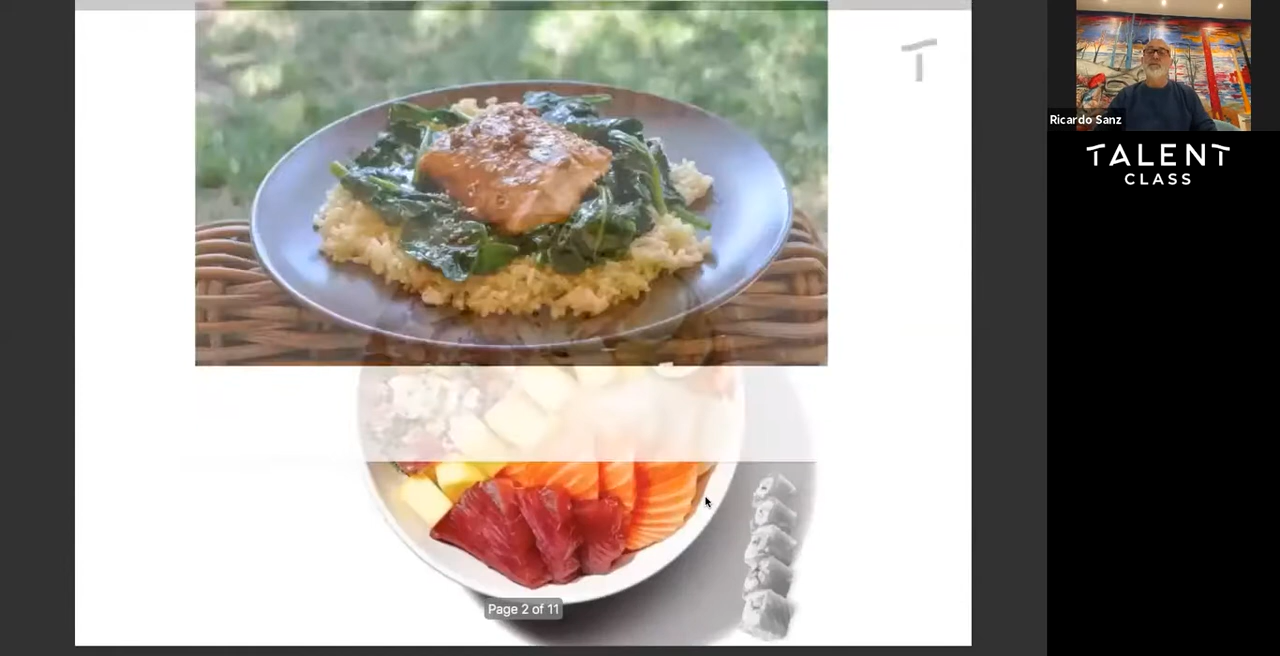 Ricardo Sanz
TALENT
CLASS
T
Page 2 of 11